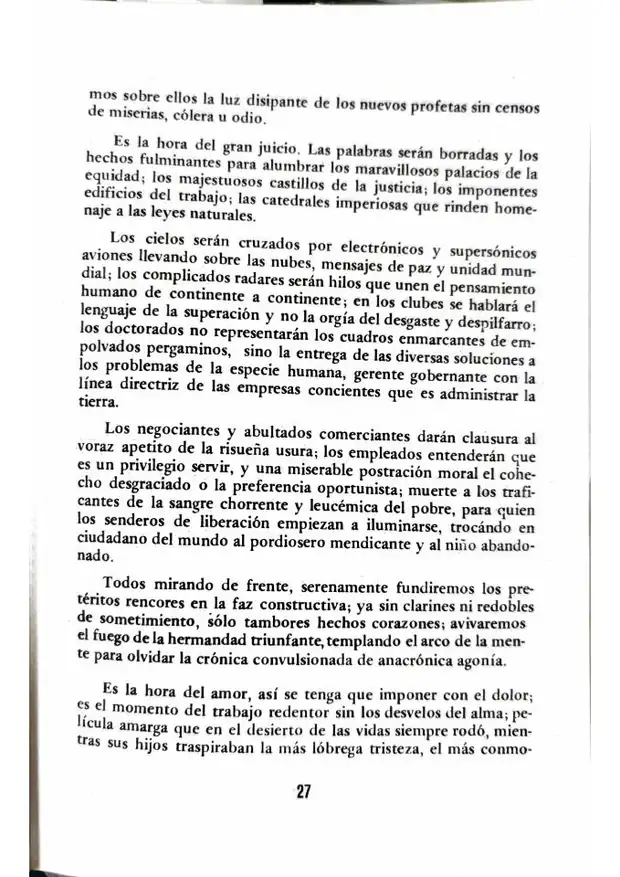 mos sobre ellos la luz disipante de los nuevos profetas sin censos
de miserias, cólera u odio.
Es la hora del gran juicio. Las palabras serán borradas y los
hechos fulminantes para alumbrar los maravillosos palacios de la
equidad; los majestuosos castillos de la justicia; los imponentes
edificios del trabajo; las catedrales imperiosas que rinden home-
naje a las leyes naturales.
Los cielos serán cruzados por electrónicos y supersónicos
aviones llevando sobre las nubes, mensajes de paz y unidad mun-
dial; los complicados radares serán hilos que unen el pensamiento
humano de continente a continente; en los clubes se hablará el
lenguaje de la superación y no la orgía del desgaste y despilfarro;
los doctorados no representarán los cuadros enmarcantes de em-
polvados pergaminos, sino la entrega de las diversas soluciones a
los problemas de la especie humana, gerente gobernante con la
línea directriz de las empresas concientes que es administrar la
tierra.
Los negociantes y abultados comerciantes darán clausura al
voraz apetito de la risueña usura; los empleados entenderán que
es un privilegio servir, y una miserable postración moral el cohe-
cho desgraciado o la preferencia oportunista; muerte a los trafi-
cantes de la sangre chorrente y leucémica del pobre, para quien
los senderos de liberación empiezan a iluminarse, trocándo en
ciudadano del mundo al pordiosero mendicante y al niño abando-
nado.
Todos mirando de frente, serenamente fundiremos los pre-
téritos rencores en la faz constructiva; ya sin clarines ni redobles
de sometimiento, sólo tambores hechos corazones; avivaremos
el fuego de la hermandad triunfante, templando el arco de la men-
te para olvidar la crónica convulsionada de anacrónica agonía.
Es la hora del amor, así se tenga que imponer con el dolor;
es el momento del trabajo redentor sin los desvelos del alma; pe-
lícula amarga que en el desierto de las vidas siempre rodó, mien-
tras sus hijos traspiraban la más lóbrega tristeza, el más conmo-
27